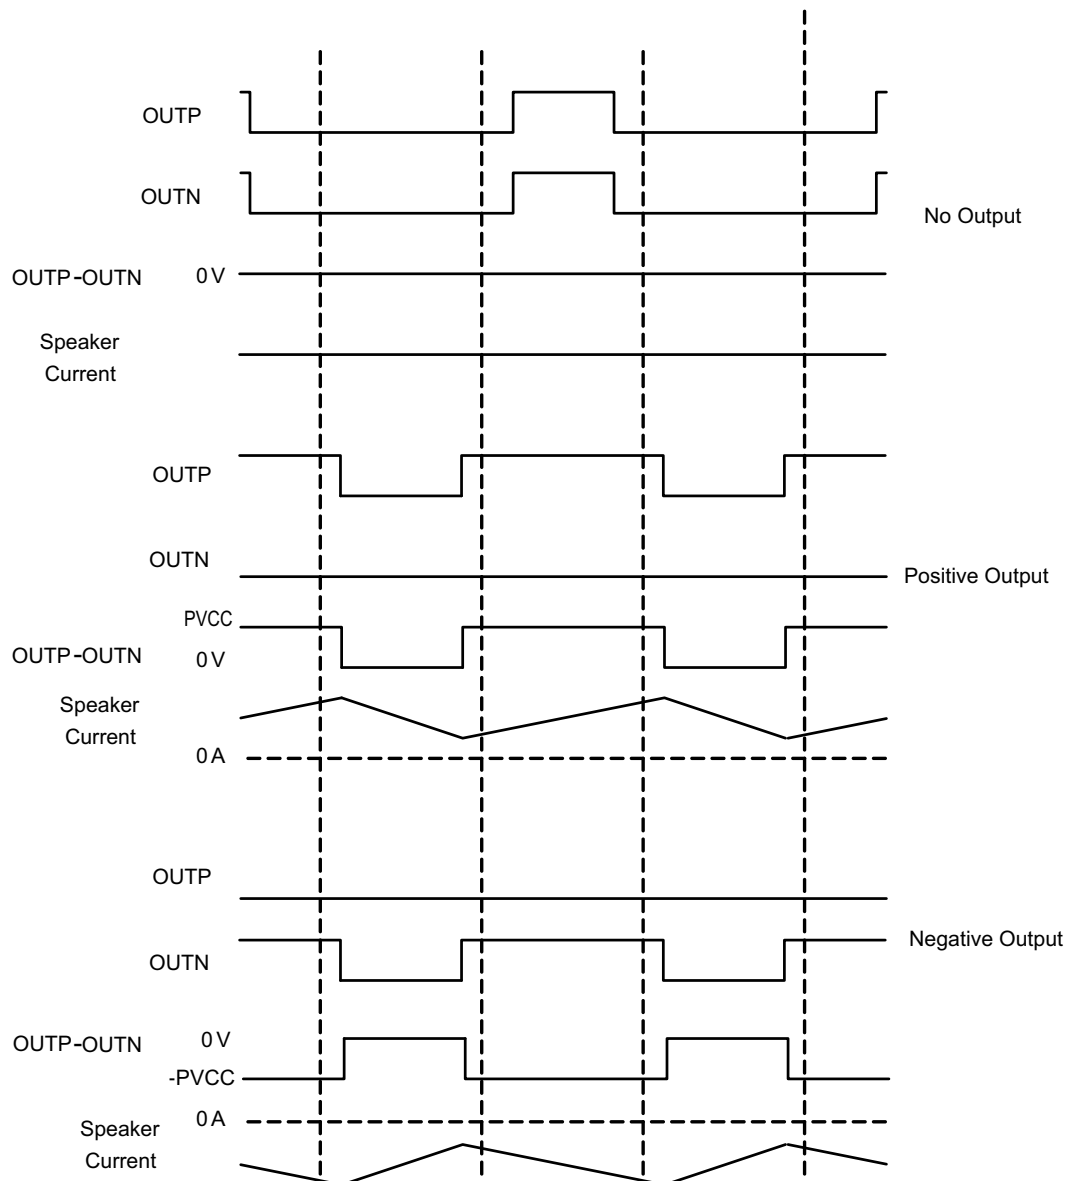 OUTP
OUTN
No Output
OUTP-OUTN 0 V
Speaker
Current
OUTP
OUTN
Positive Output
PVCC
OUTP-OUTN 0 V
Speaker
Current
0 A
OUTP
Negative Output
OUTN
OUTP-OUTN 0 V
-PVCC
0 A
Speaker
Current